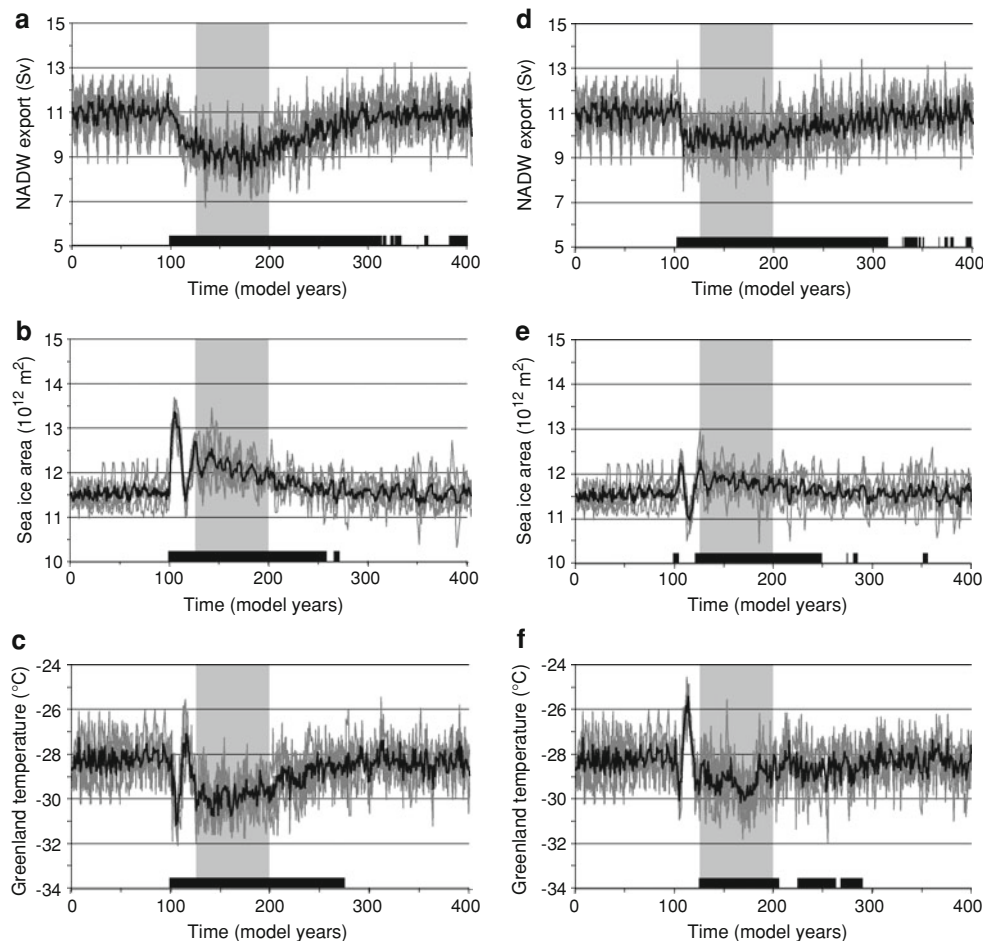 a
15
13
11
9
7
5
NADW export (Sv)
0 100 200 300 400
Time (model years)
b
15
14
13
12
11
10
Sea ice area (10¹² m²)
0 100 200 300 400
Time (model years)
c
-24
-26
-28
-30
-32
-34
Greenland temperature (°C)
0 100 200 300 400
Time (model years)
d
15
13
11
9
7
5
NADW export (Sv)
0 100 200 300 400
Time (model years)
e
15
14
13
12
11
10
Sea ice area (10¹² m²)
0 100 200 300 400
Time (model years)
f
-24
-26
-28
-30
-32
-34
Greenland temperature (°C)
0 100 200 300 400
Time (model years)